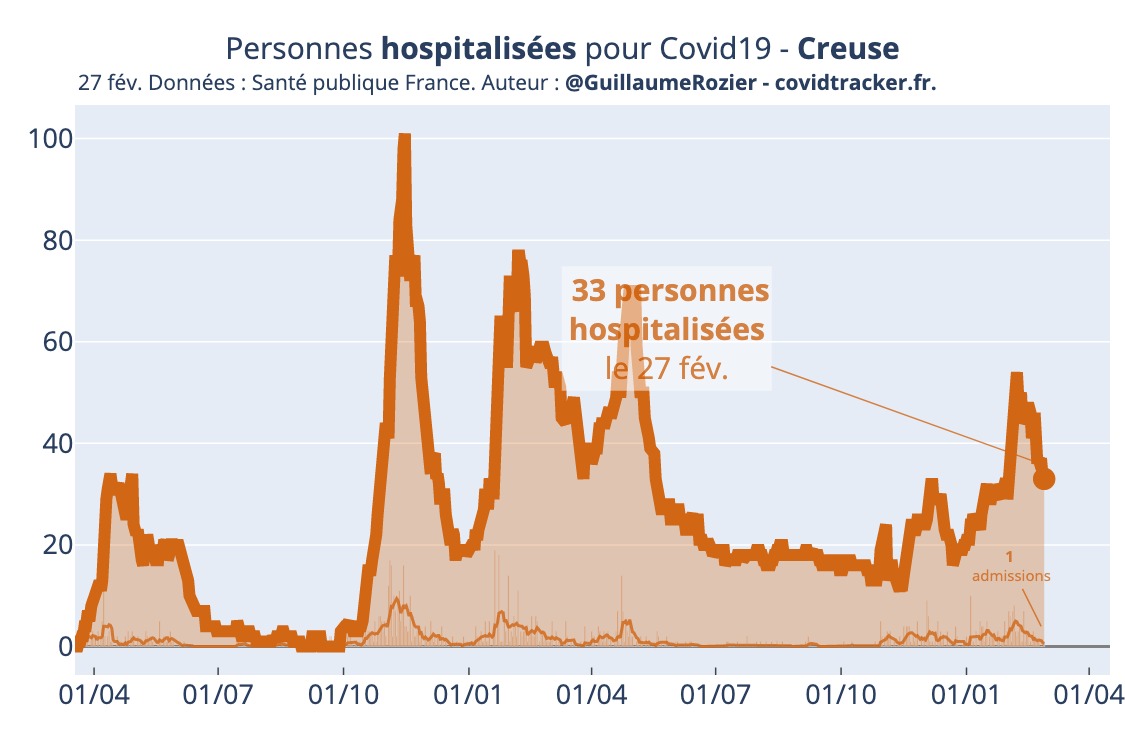 Personnes hospitalisées pour Covid19 - Creuse
27 fév. Données : Santé publique France. Auteur : @GuillaumeRozier - covidtracker.fr.
100
80
60
40
20
0
33 personnes
hospitalisées
le 27 fév.
1
admissions
01/04 01/07 01/10 01/01 01/04 01/07 01/10 01/01 01/04